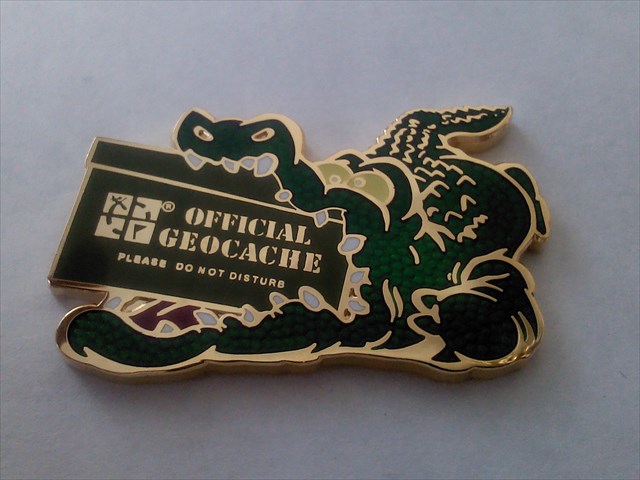 ® OFFICIAL
GEOCACHE
PLEASE DO NOT DISTURB